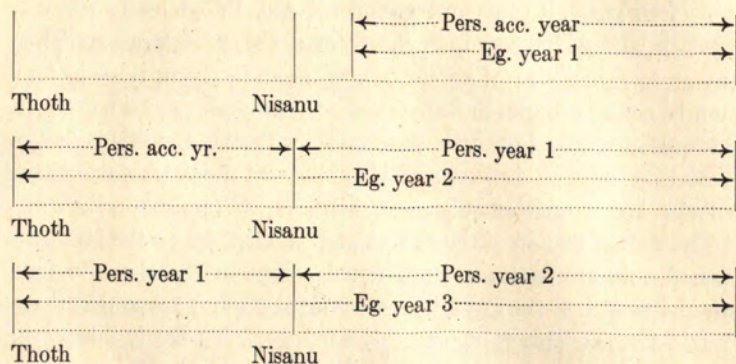 Pers. acc. year
Eg. year 1
Thoth Nisanu
Pers. acc. yr. Pers. year 1
Eg. year 2
Thoth Nisanu
Pers. year 1 Pers. year 2
Eg. year 3
Thoth Nisanu